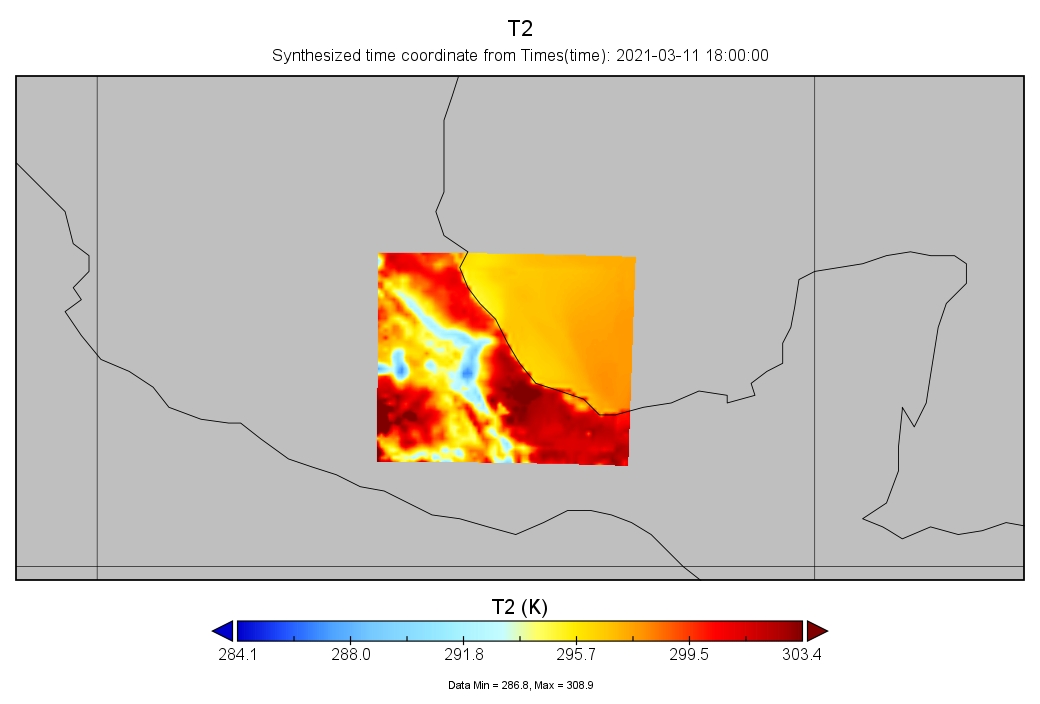 T2
Synthesized time coordinate from Times(time): 2021-03-11 18:00:00
T2 (K)
284.1 288.0 291.8 295.7 299.5 303.4
Data Min = 286.8, Max = 308.9